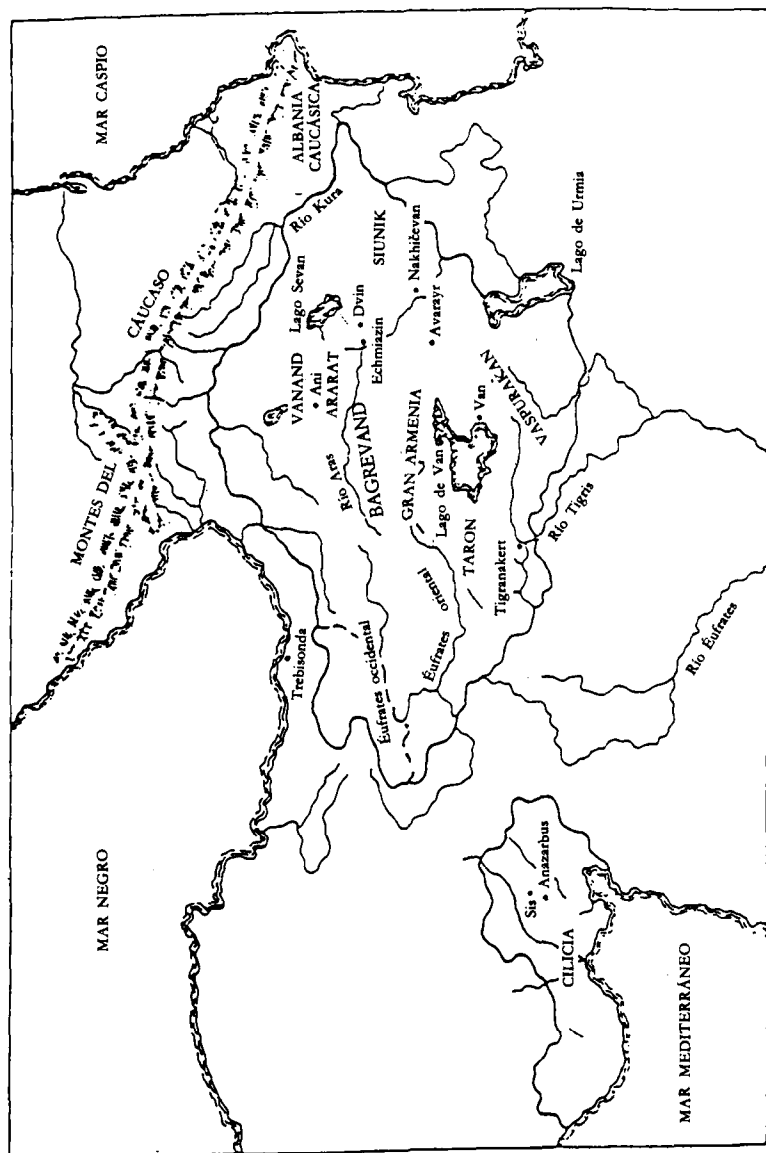 MAR NEGRO
MAR CASPIO
MONTES DEL
CÁUCASO
ALBANIA
CAUCÁSICA
Río Kura
Lago Sevan
SIUNIK
VANAND
Ani
ARARAT
Dvin
Echmiazin
Nakhičevan
Avarayr
Trebisonda
Río Aras
BAGREVAND
GRAN ARMENIA
Éufrates occidental
Éufrates oriental
Lago de Van
Van
VASPURAKAN
Lago de Urmia
TARON
Tigranakert
Río Tigris
Río Éufrates
Sis
Anazarbus
CILICIA
MAR MEDITERRÁNEO